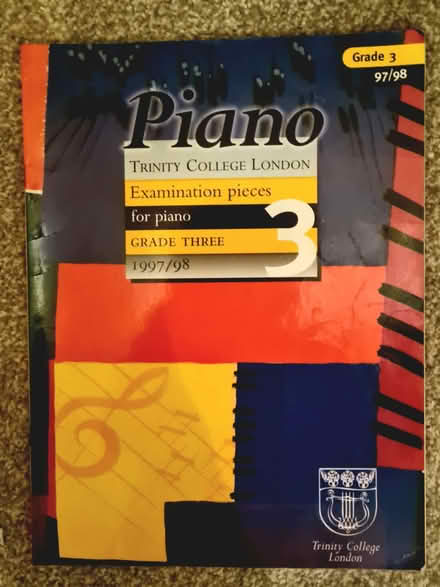 Grade 3
97/98
Piano
TRINITY COLLEGE LONDON
Examination pieces
for piano
GRADE THREE
3
1997/98
Trinity College
London